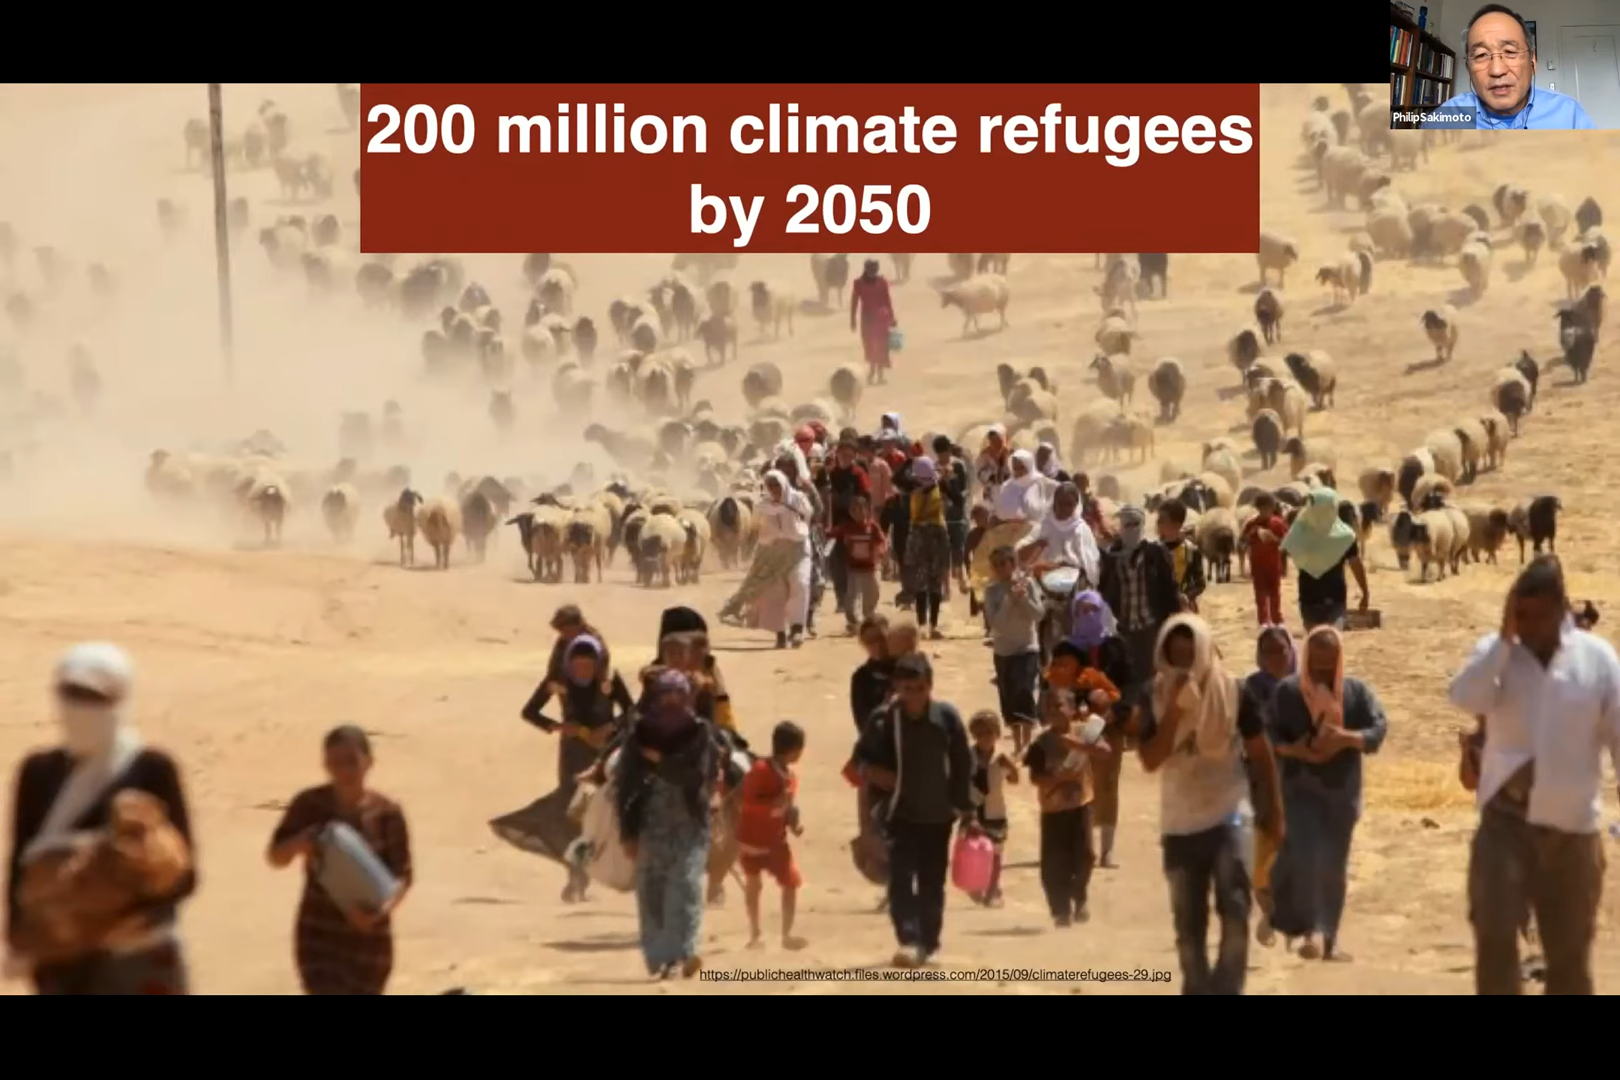 200 million climate refugees
by 2050
PhilipSakimoto
https://publichealthwatch.files.wordpress.com/2015/09/climaterefugees-29.jpg